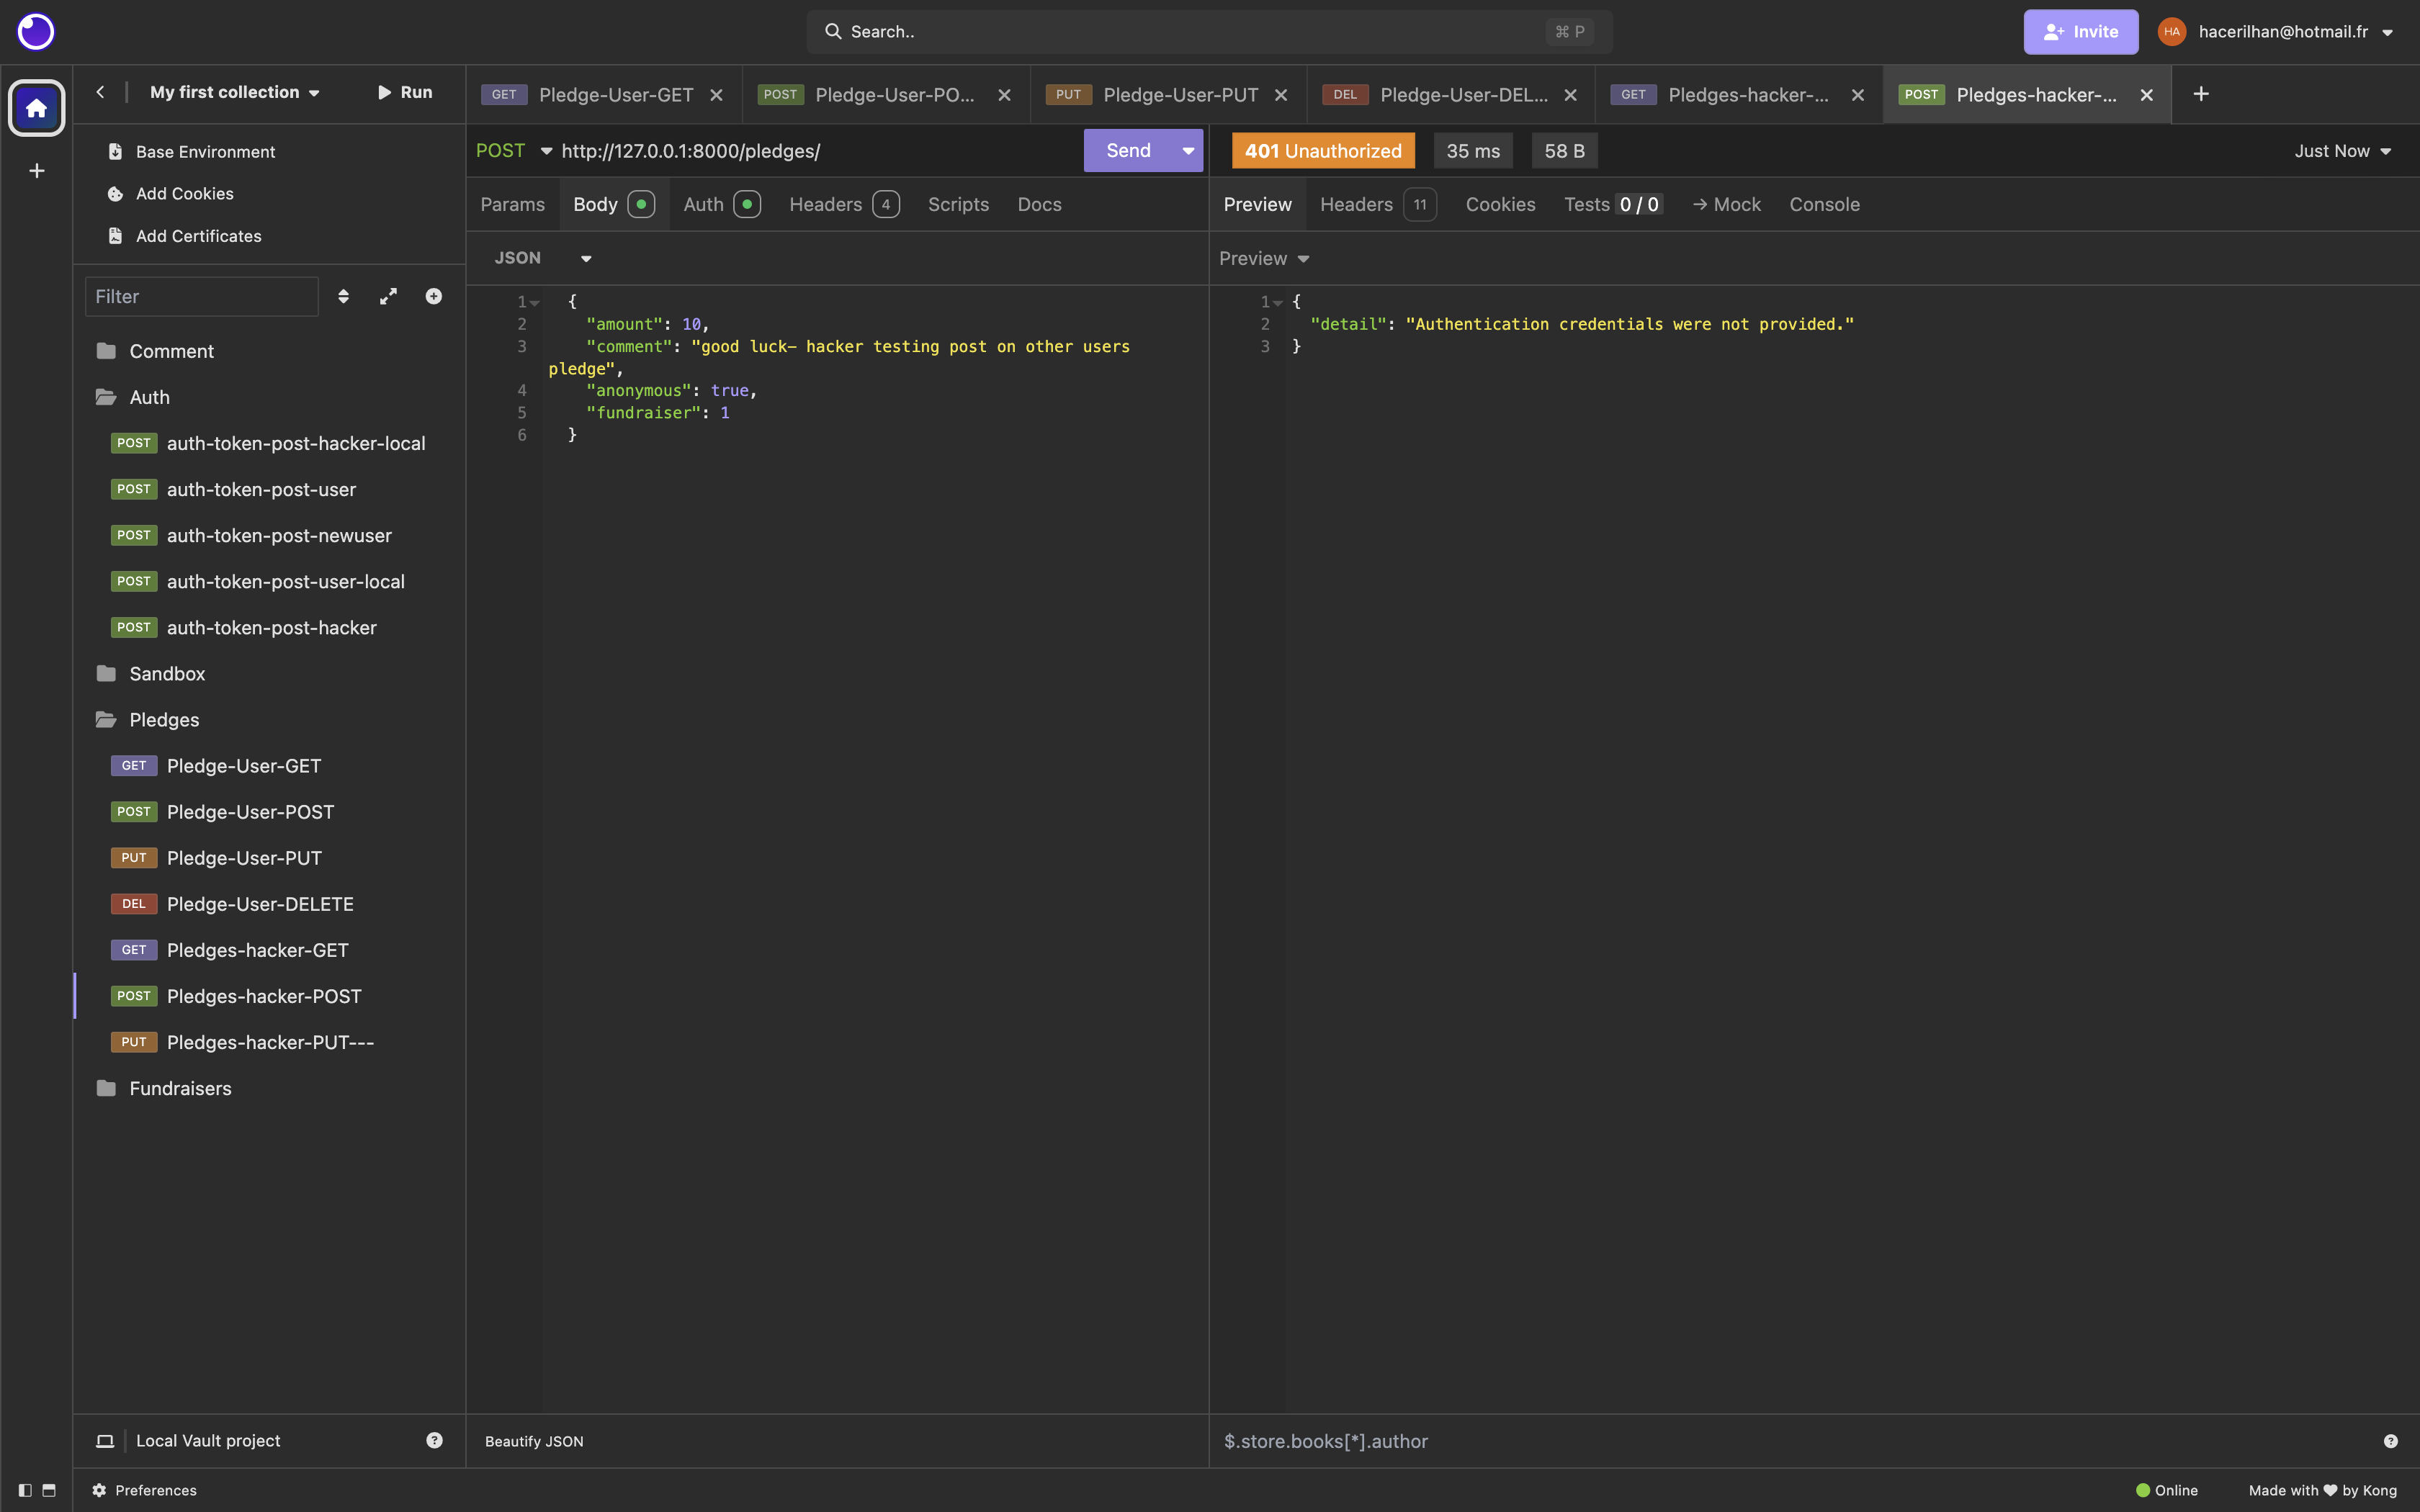 Search..
⌘ P
Invite
HA
hacerilhan@hotmail.fr
My first collection
Run
GET Pledge-User-GET
POST Pledge-User-PO...
PUT Pledge-User-PUT
DEL Pledge-User-DEL...
GET Pledges-hacker-...
POST Pledges-hacker-...
Base Environment
Add Cookies
Add Certificates
Filter
Comment
Auth
POST auth-token-post-hacker-local
POST auth-token-post-user
POST auth-token-post-newuser
POST auth-token-post-user-local
POST auth-token-post-hacker
Sandbox
Pledges
GET Pledge-User-GET
POST Pledge-User-POST
PUT Pledge-User-PUT
DEL Pledge-User-DELETE
GET Pledges-hacker-GET
POST Pledges-hacker-POST
PUT Pledges-hacker-PUT---
Fundraisers
Local Vault project
POST http://127.0.0.1:8000/pledges/
Send
Params Body Auth Headers 4 Scripts Docs
JSON
1 {
2 "amount": 10,
3 "comment": "good luck– hacker testing post on other users
pledge",
4 "anonymous": true,
5 "fundraiser": 1
6 }
Beautify JSON
401 Unauthorized 35 ms 58 B
Just Now
Preview Headers 11 Cookies Tests 0 / 0 → Mock Console
Preview
1 {
2 "detail": "Authentication credentials were not provided."
3 }
$.store.books[*].author
Preferences
Online
Made with ♥ by Kong